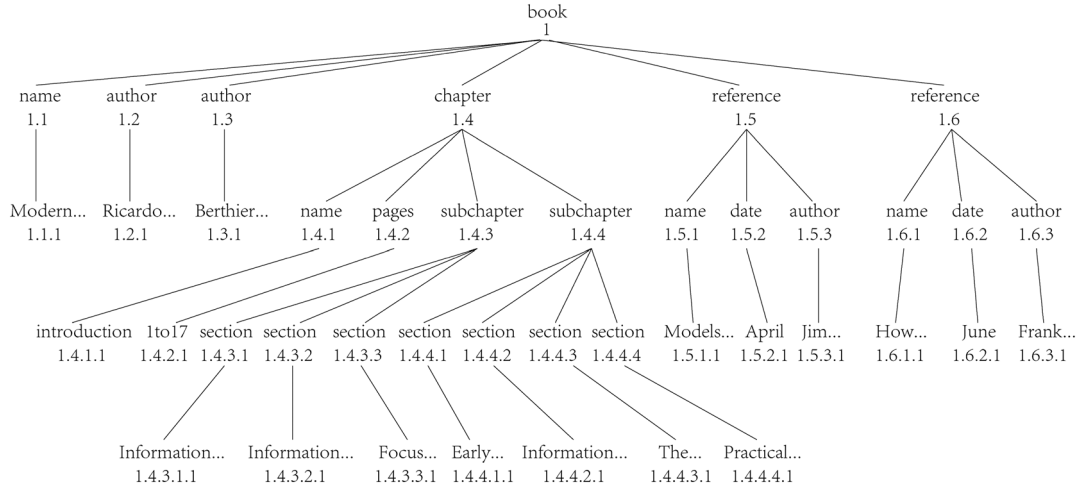 book
1
name author author chapter reference reference
1.1 1.2 1.3 1.4 1.5 1.6
Modern... Ricardo... Berthier... name pages subchapter subchapter name date author name date author
1.1.1 1.2.1 1.3.1 1.4.1 1.4.2 1.4.3 1.4.4 1.5.1 1.5.2 1.5.3 1.6.1 1.6.2 1.6.3
introduction 1to17 section section section section section section section Models... April Jim... How... June Frank...
1.4.1.1 1.4.2.1 1.4.3.1 1.4.3.2 1.4.3.3 1.4.4.1 1.4.4.2 1.4.4.3 1.4.4.4 1.5.1.1 1.5.2.1 1.5.3.1 1.6.1.1 1.6.2.1 1.6.3.1
Information... Information... Focus... Early... Information... The... Practical...
1.4.3.1.1 1.4.3.2.1 1.4.3.3.1 1.4.4.1.1 1.4.4.2.1 1.4.4.3.1 1.4.4.4.1